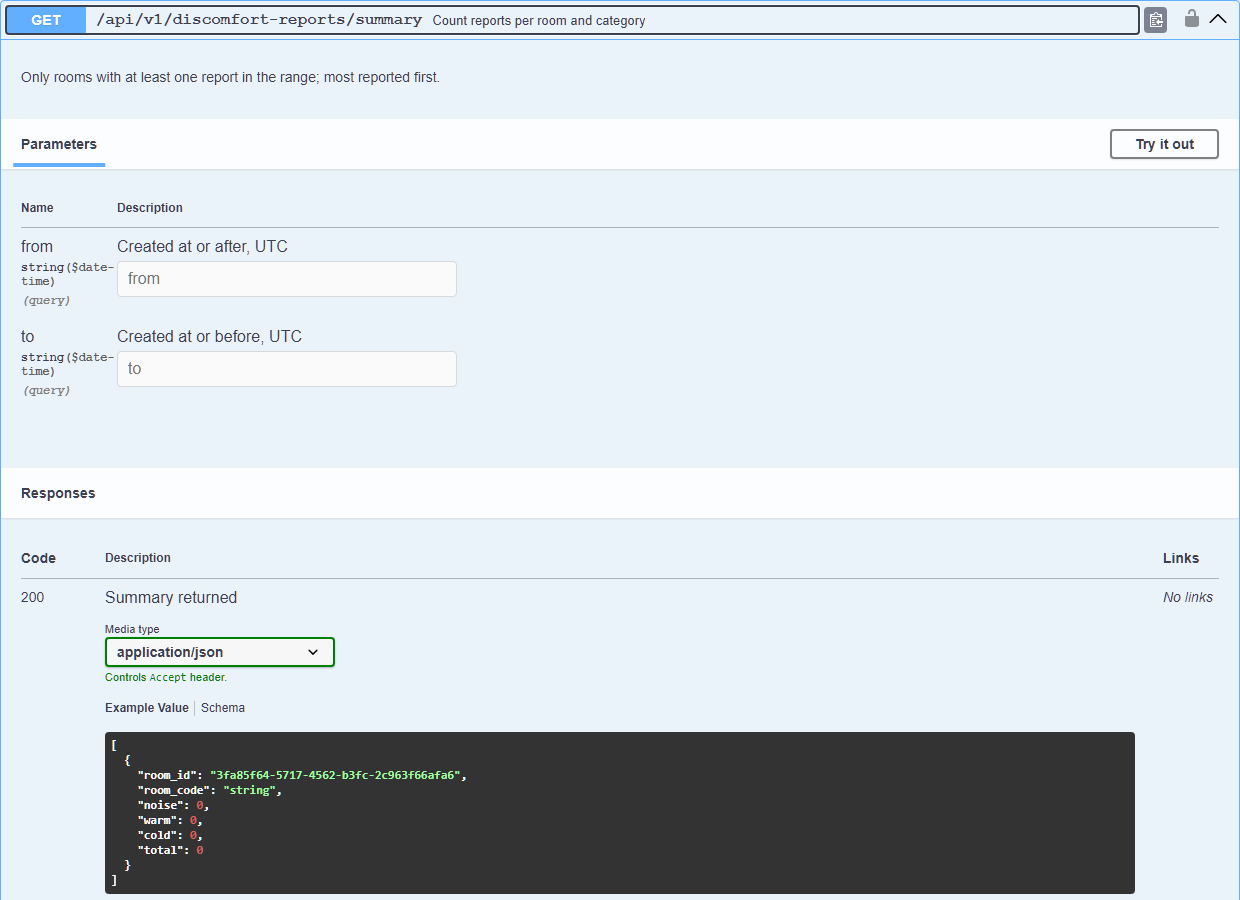 GET /api/v1/discomfort-reports/summary Count reports per room and category
Only rooms with at least one report in the range; most reported first.
Parameters
Try it out
Name Description
from Created at or after, UTC
string($date-
time)
(query)
from
to Created at or before, UTC
string($date-
time)
(query)
to
Responses
Code Description Links
200 Summary returned No links
Media type
application/json
Controls Accept header.
Example Value Schema
[
  {
    "room_id": "3fa85f64-5717-4562-b3fc-2c963f66afa6",
    "room_code": "string",
    "noise": 0,
    "warm": 0,
    "cold": 0,
    "total": 0
  }
]